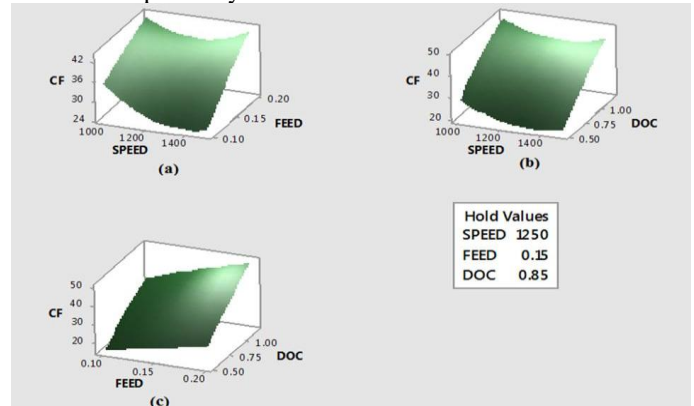 42
CF 36
30
24
1000
1200
1400
SPEED
0.20
0.15 FEED
0.10
(a)
50
CF 40
30
20
1000
1200
1400
SPEED
1.00
0.75 DOC
0.50
(b)
Hold Values
SPEED 1250
FEED 0.15
DOC 0.85
50
40
CF 30
20
0.10
0.15
0.20
FEED
1.00
0.75 DOC
0.50
(c)